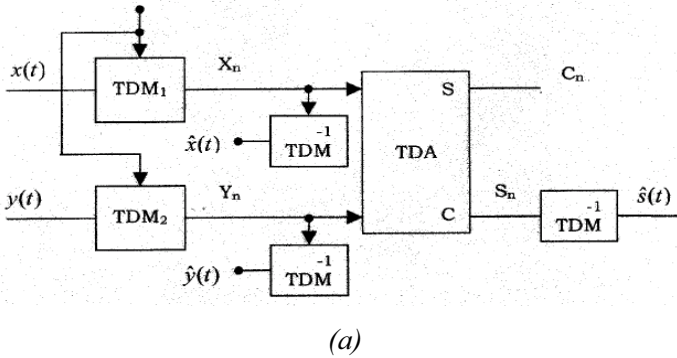 x(t) TDM₁ Xₙ S Cₙ
x̂(t) TDM⁻¹ TDA
y(t) TDM₂ Yₙ C Sₙ TDM⁻¹ ŝ(t)
ŷ(t) TDM⁻¹
(a)